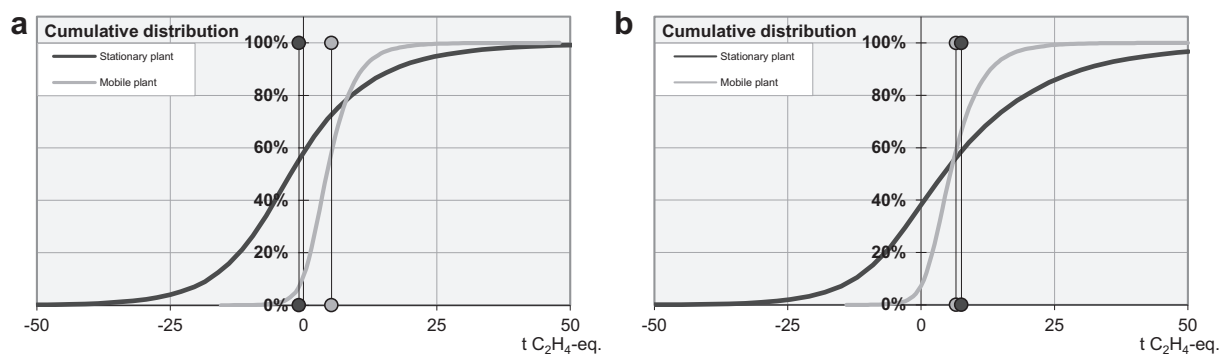 a
Cumulative distribution
Stationary plant
Mobile plant
100%
80%
60%
40%
20%
0%
-50 -25 0 25 50
t C₂H₄-eq.
b
Cumulative distribution
Stationary plant
Mobile plant
100%
80%
60%
40%
20%
0%
-50 -25 0 25 50
t C₂H₄-eq.